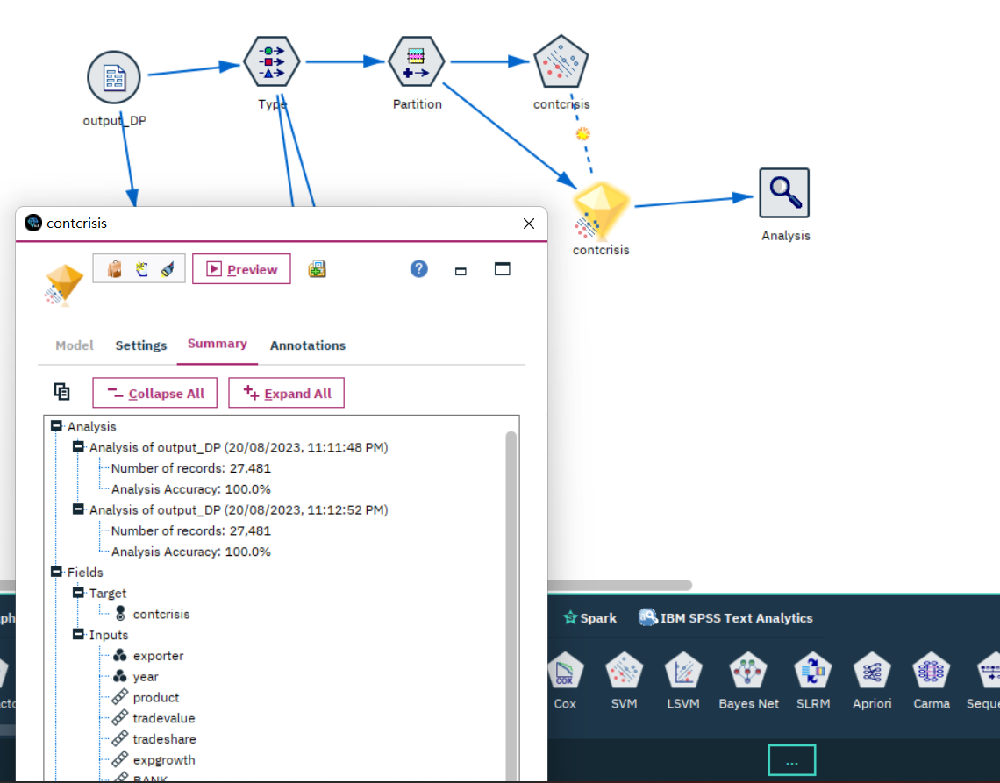 output_DP
Type
Partition
contcrisis
contcrisis
Analysis
contcrisis
Preview
Model Settings Summary Annotations
Collapse All Expand All
Analysis
Analysis of output_DP (20/08/2023, 11:11:48 PM)
Number of records: 27,481
Analysis Accuracy: 100.0%
Analysis of output_DP (20/08/2023, 11:12:52 PM)
Number of records: 27,481
Analysis Accuracy: 100.0%
Fields
Target
contcrisis
Inputs
exporter
year
product
tradevalue
tradeshare
expgrowth
BANK
Spark IBM SPSS Text Analytics
Cox SVM LSVM Bayes Net SLRM Apriori Carma Seque
...